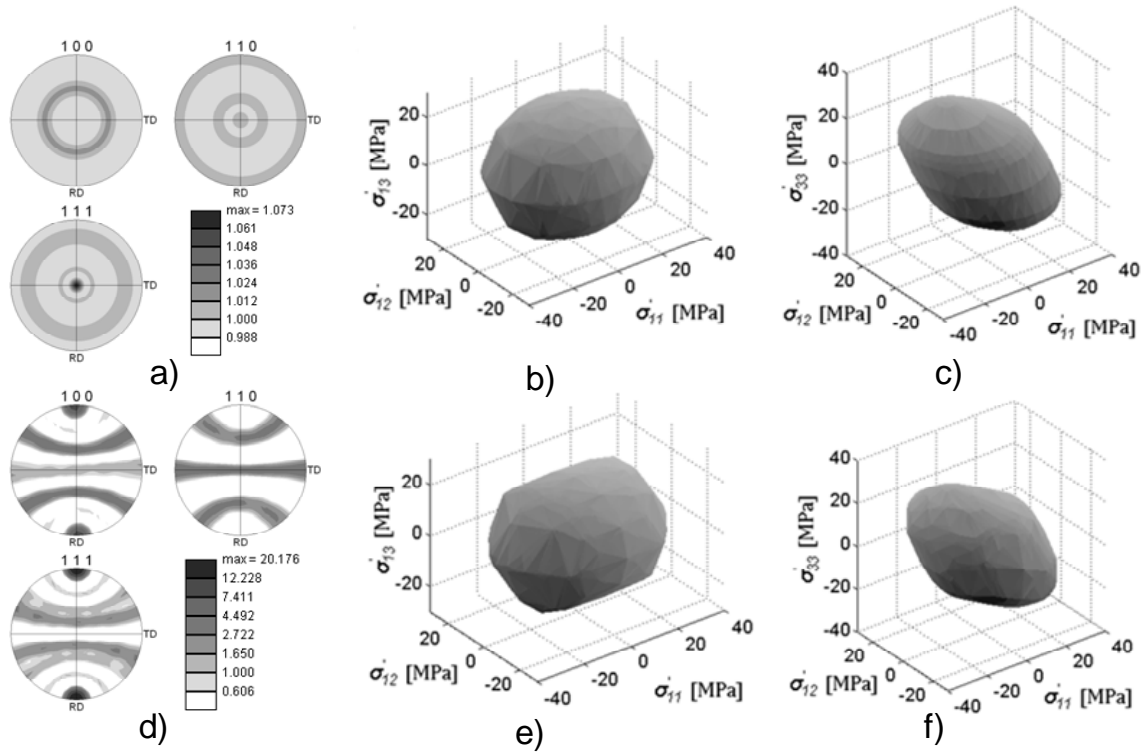 1 0 0
TD
RD
1 1 0
TD
RD
1 1 1
TD
RD
max = 1.073
1.061
1.048
1.036
1.024
1.012
1.000
0.988
a)
σ̇13 [MPa]
20
0
-20
σ̇12 [MPa]
20
0
-20
σ̇11 [MPa]
-40
-20
0
20
40
b)
σ̇33 [MPa]
40
20
0
-20
-40
σ̇12 [MPa]
20
0
-20
σ̇11 [MPa]
-40
-20
0
20
40
c)
1 0 0
TD
RD
1 1 0
TD
RD
1 1 1
TD
RD
max = 20.176
12.228
7.411
4.492
2.722
1.650
1.000
0.606
d)
σ̇13 [MPa]
20
0
-20
σ̇12 [MPa]
20
0
-20
σ̇11 [MPa]
-40
-20
0
20
40
e)
σ̇33 [MPa]
40
20
0
-20
-40
σ̇12 [MPa]
20
0
-20
σ̇11 [MPa]
-40
-20
0
20
40
f)